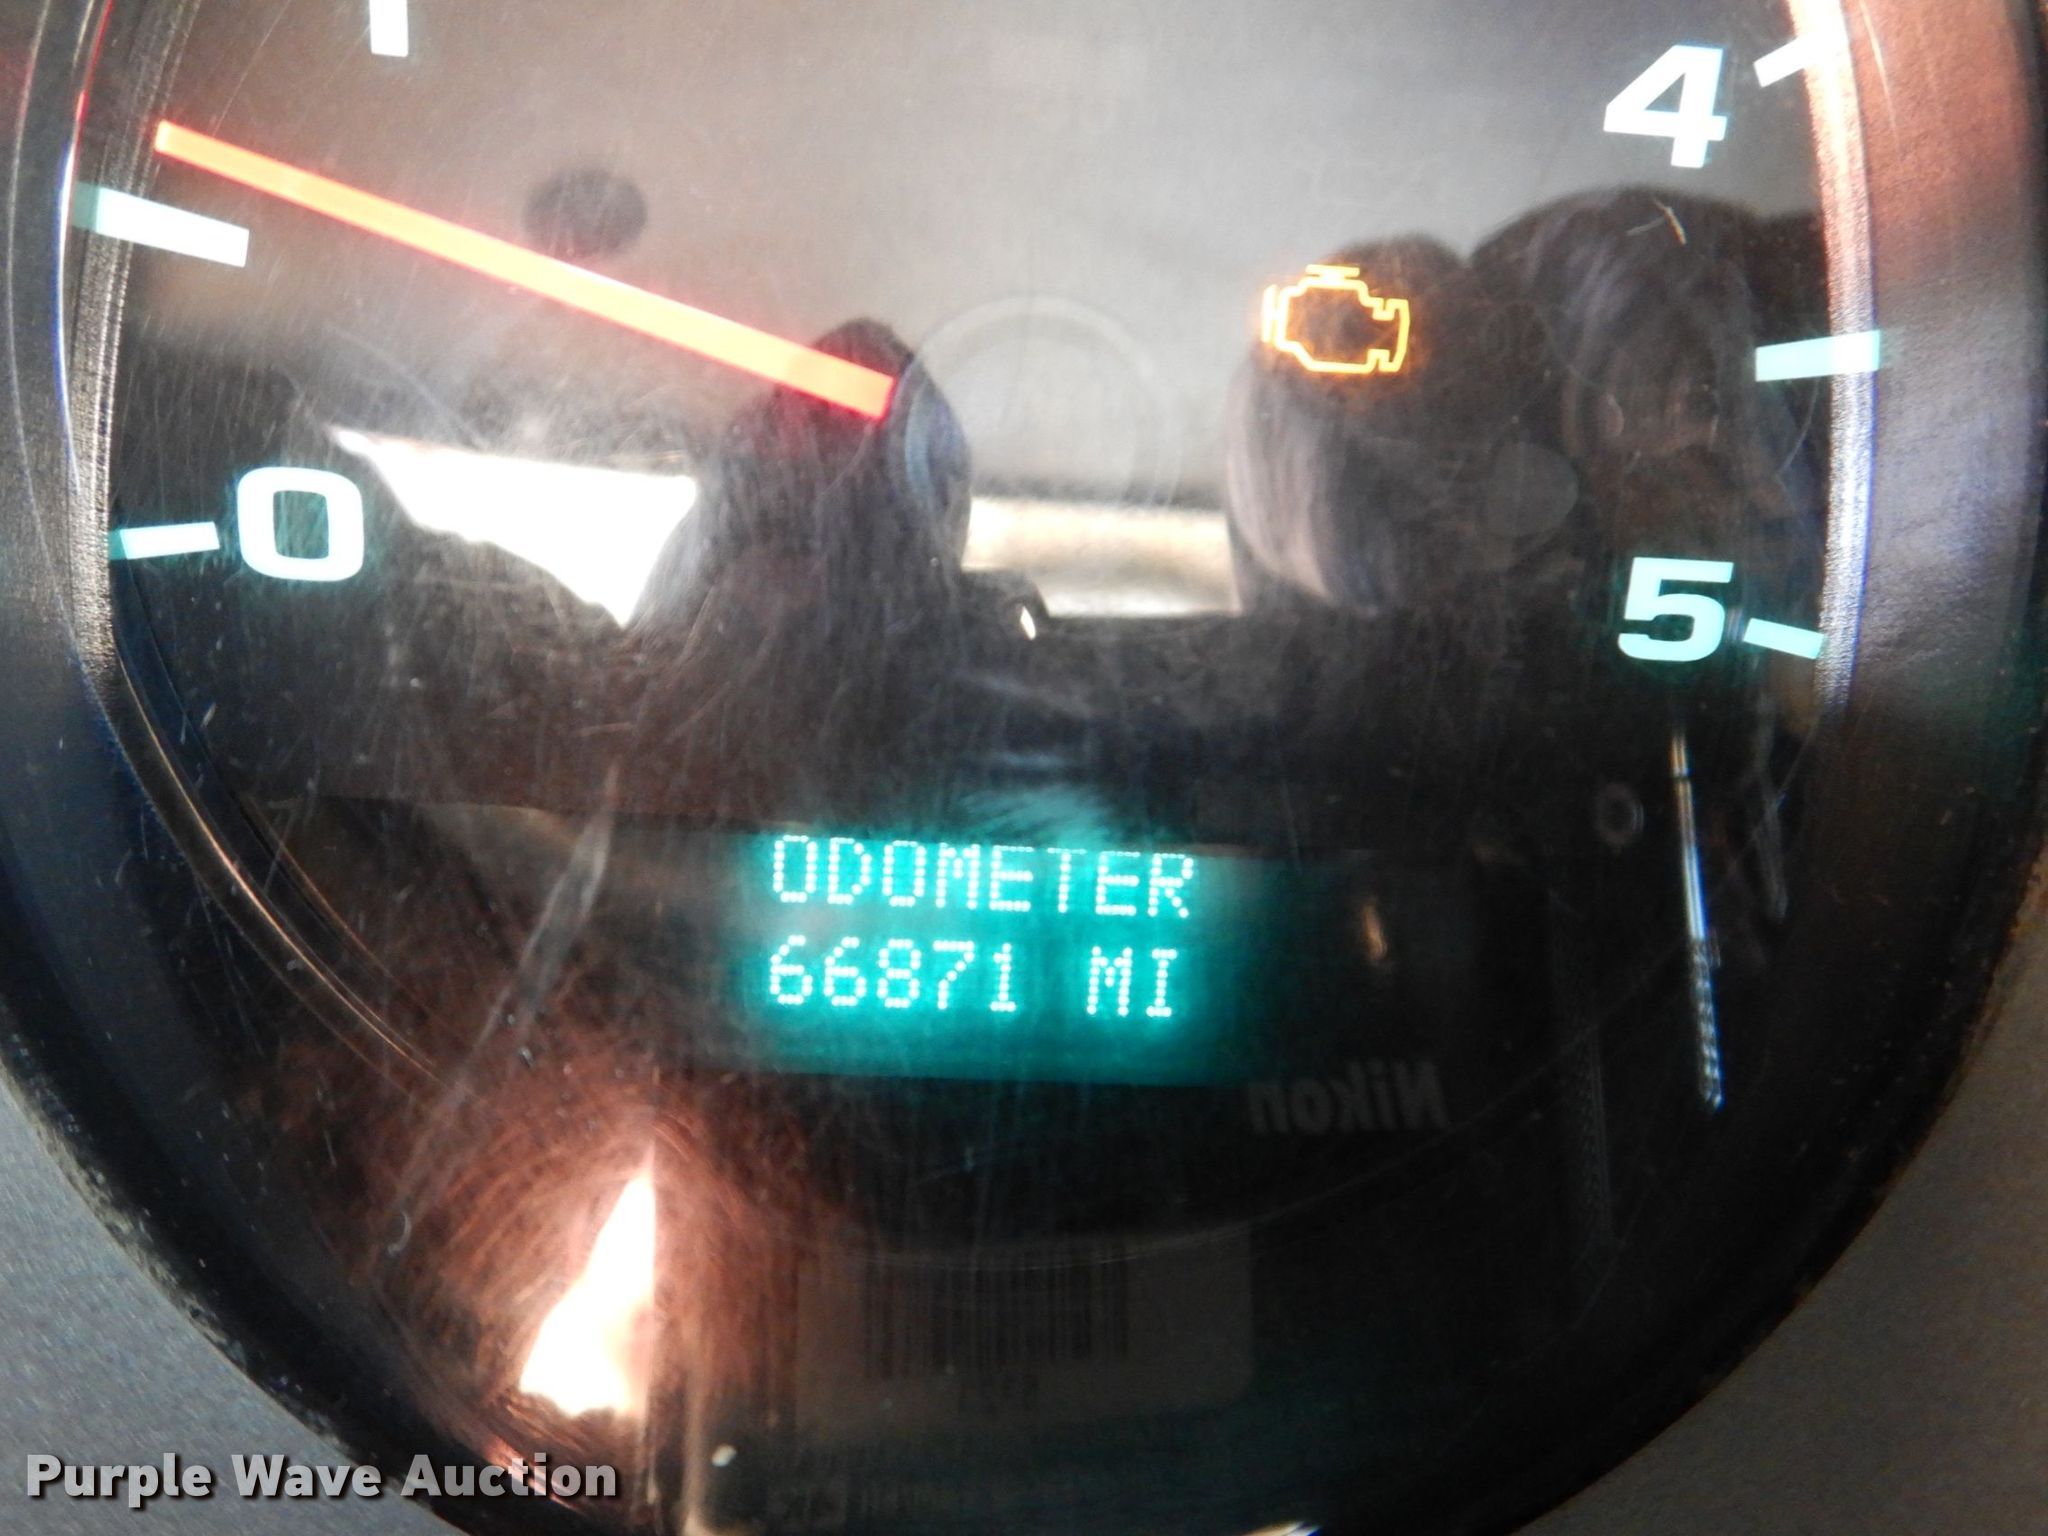 4
0
5
ODOMETER
66871 MI
Nikon
Purple Wave Auction